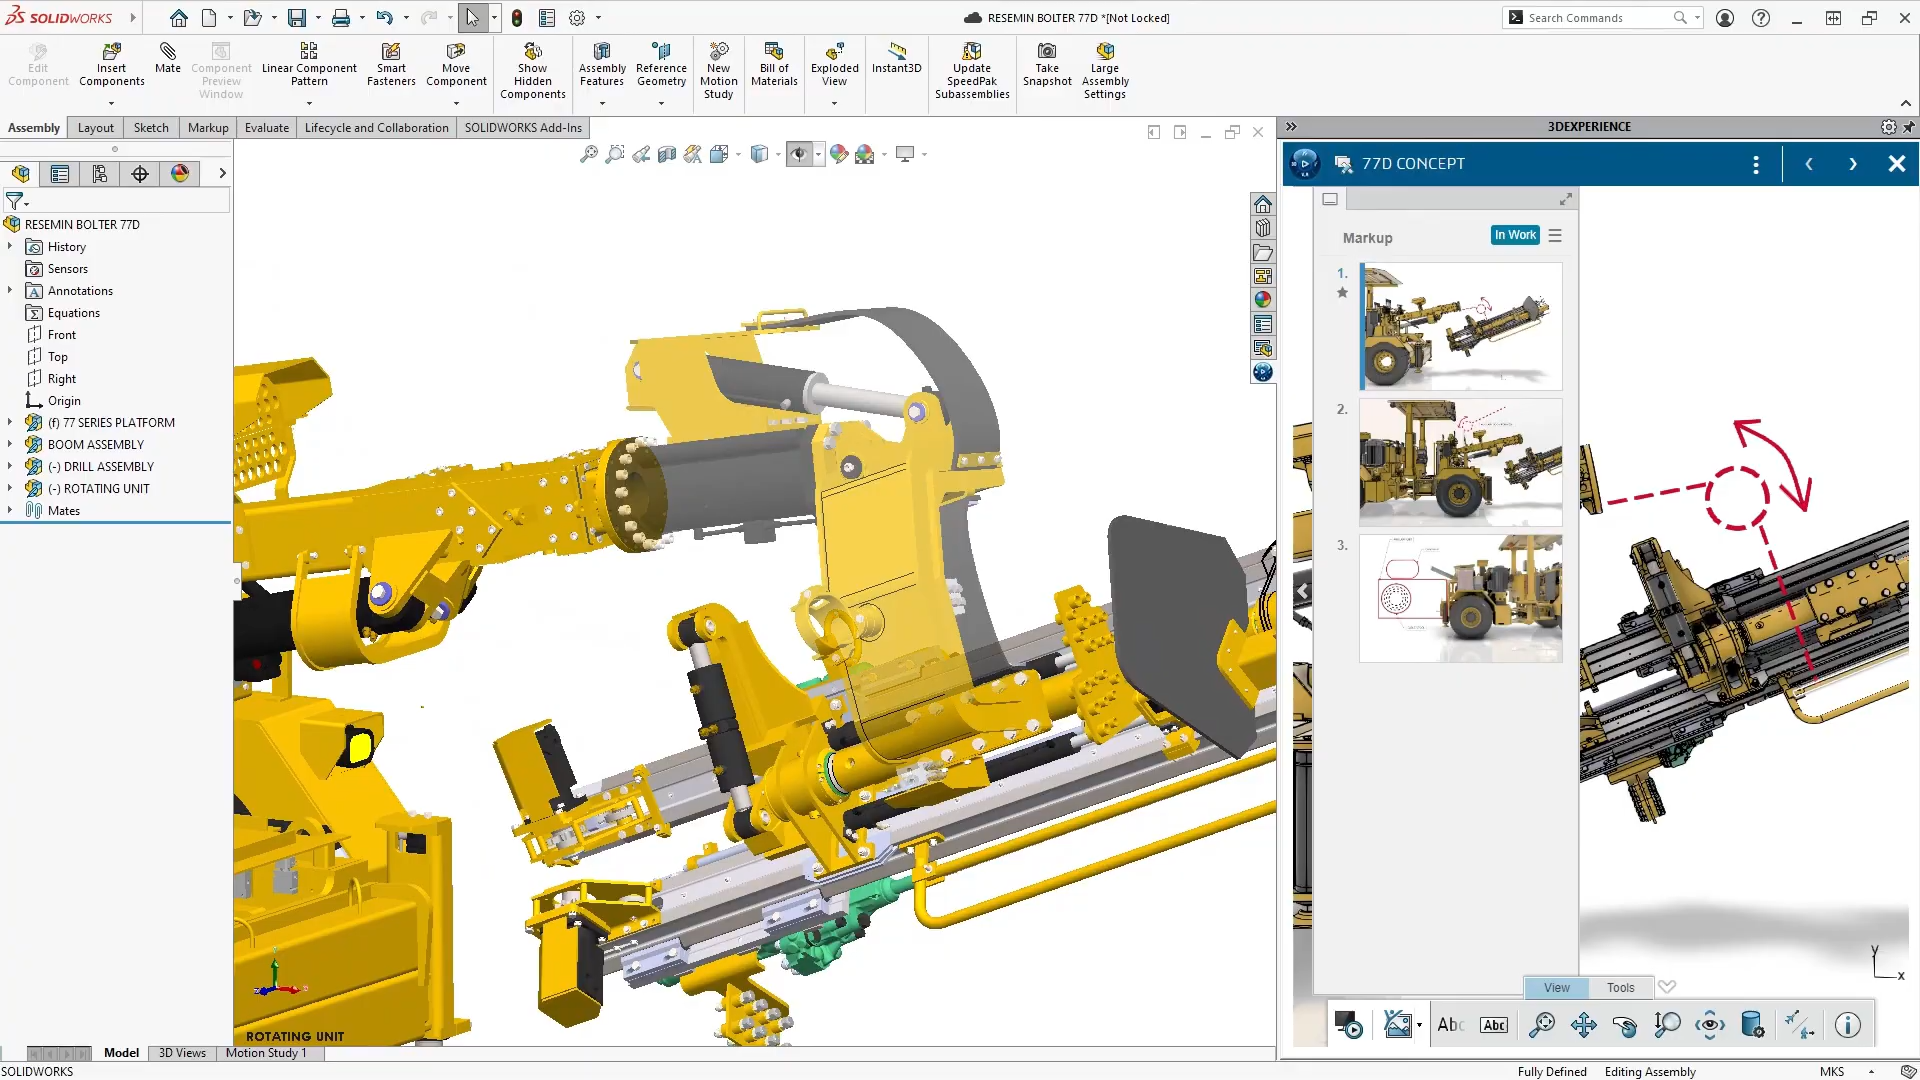 SOLIDWORKS
RESEMIN BOLTER 77D *[Not Locked]
Search Commands
Edit Component
Insert Components
Mate
Component Preview Window
Linear Component Pattern
Smart Fasteners
Move Component
Show Hidden Components
Assembly Features
Reference Geometry
New Motion Study
Bill of Materials
Exploded View
Instant3D
Update SpeedPak Subassemblies
Take Snapshot
Large Assembly Settings
Assembly
Layout
Sketch
Markup
Evaluate
Lifecycle and Collaboration
SOLIDWORKS Add-Ins
3DEXPERIENCE
77D CONCEPT
RESEMIN BOLTER 77D
History
Sensors
Annotations
Equations
Front
Top
Right
Origin
(f) 77 SERIES PLATFORM
BOOM ASSEMBLY
(-) DRILL ASSEMBLY
(-) ROTATING UNIT
Mates
Markup
In Work
1.
2.
3.
ROTATING UNIT
Y
X
View
Tools
Abc
Abc
Model
3D Views
Motion Study 1
SOLIDWORKS
Fully Defined
Editing Assembly
MKS